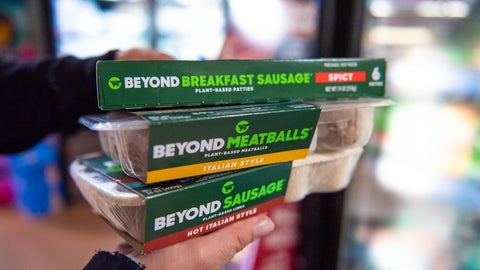 BEYOND BREAKFAST SAUSAGE SPICY 6
PLANT-BASED PATTIES
PATTIES
BEYOND MEATBALLS
PLANT-BASED MEATBALLS
ITALIAN STYLE
BEYOND SAUSAGE
PLANT-BASED LINKS
HOT ITALIAN STYLE